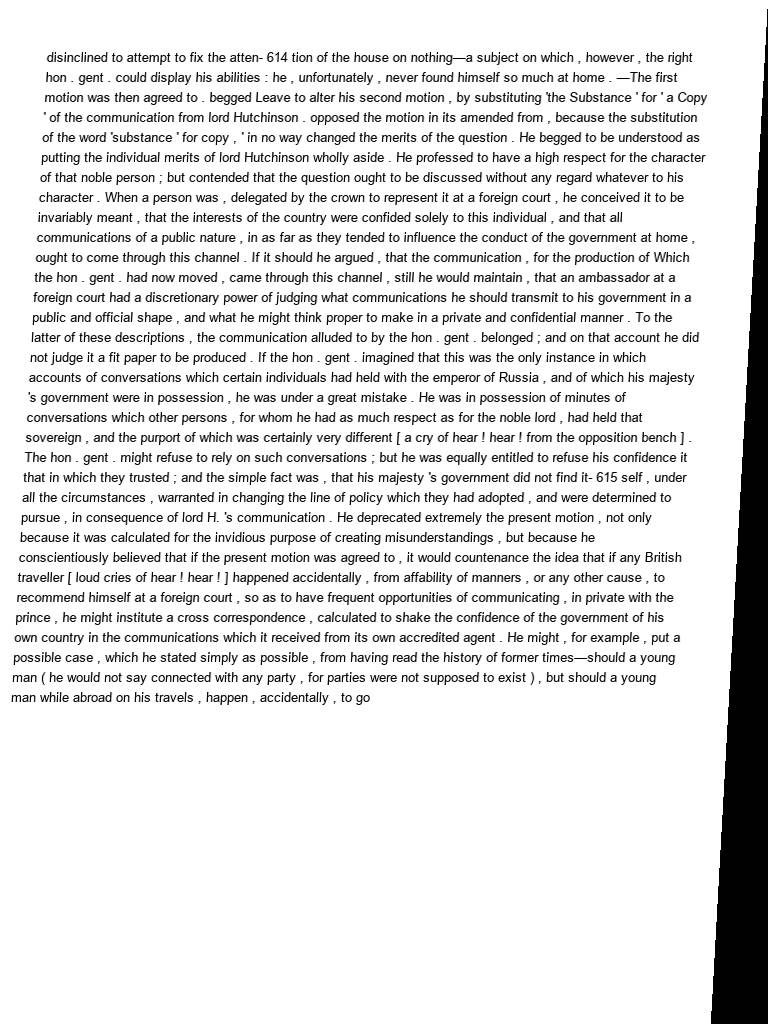 disinclined to attempt to fix the atten- 614 tion of the house on nothing—a subject on which , however , the right
hon . gent . could display his abilities : he , unfortunately , never found himself so much at home . —The first
motion was then agreed to . begged Leave to alter his second motion , by substituting 'the Substance ' for ' a Copy
' of the communication from lord Hutchinson . opposed the motion in its amended from , because the substitution
of the word 'substance ' for copy , ' in no way changed the merits of the question . He begged to be understood as
putting the individual merits of lord Hutchinson wholly aside . He professed to have a high respect for the character
of that noble person ; but contended that the question ought to be discussed without any regard whatever to his
character . When a person was , delegated by the crown to represent it at a foreign court , he conceived it to be
invariably meant , that the interests of the country were confided solely to this individual , and that all
communications of a public nature , in as far as they tended to influence the conduct of the government at home ,
ought to come through this channel . If it should he argued , that the communication , for the production of Which
the hon . gent . had now moved , came through this channel , still he would maintain , that an ambassador at a
foreign court had a discretionary power of judging what communications he should transmit to his government in a
public and official shape , and what he might think proper to make in a private and confidential manner . To the
latter of these descriptions , the communication alluded to by the hon . gent . belonged ; and on that account he did
not judge it a fit paper to be produced . If the hon . gent . imagined that this was the only instance in which
accounts of conversations which certain individuals had held with the emperor of Russia , and of which his majesty
's government were in possession , he was under a great mistake . He was in possession of minutes of
conversations which other persons , for whom he had as much respect as for the noble lord , had held that
sovereign , and the purport of which was certainly very different [ a cry of hear ! hear ! from the opposition bench ] .
The hon . gent . might refuse to rely on such conversations ; but he was equally entitled to refuse his confidence it
that in which they trusted ; and the simple fact was , that his majesty 's government did not find it- 615 self , under
all the circumstances , warranted in changing the line of policy which they had adopted , and were determined to
pursue , in consequence of lord H. 's communication . He deprecated extremely the present motion , not only
because it was calculated for the invidious purpose of creating misunderstandings , but because he
conscientiously believed that if the present motion was agreed to , it would countenance the idea that if any British
traveller [ loud cries of hear ! hear ! ] happened accidentally , from affability of manners , or any other cause , to
recommend himself at a foreign court , so as to have frequent opportunities of communicating , in private with the
prince , he might institute a cross correspondence , calculated to shake the confidence of the government of his
own country in the communications which it received from its own accredited agent . He might , for example , put a
possible case , which he stated simply as possible , from having read the history of former times—should a young
man ( he would not say connected with any party , for parties were not supposed to exist ) , but should a young
man while abroad on his travels , happen , accidentally , to go